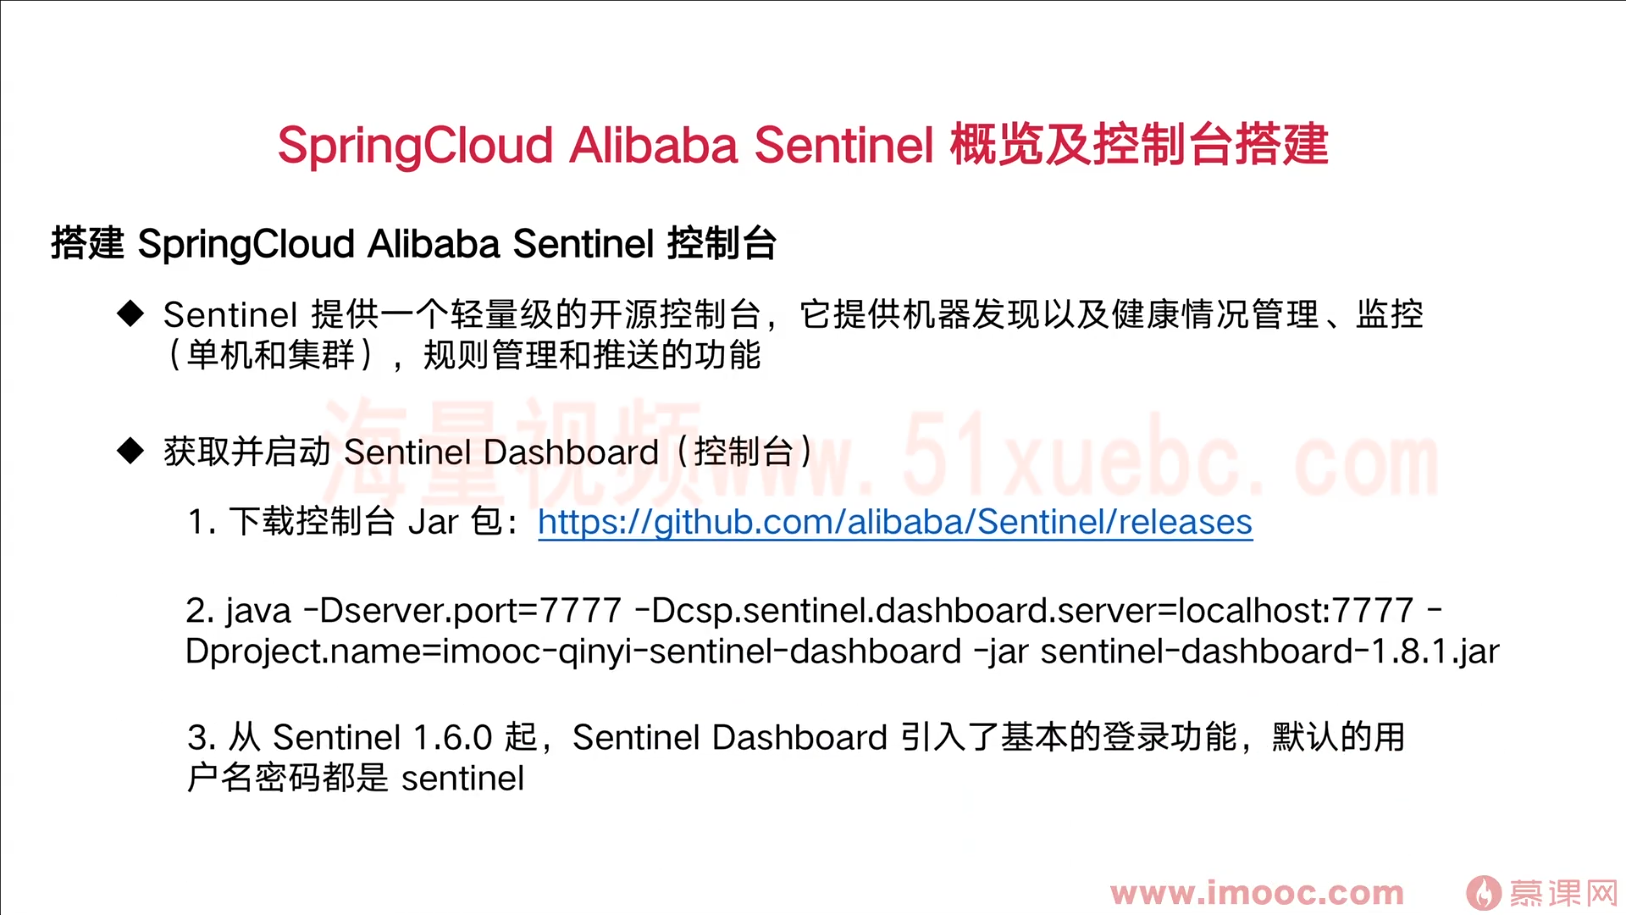 SpringCloud Alibaba Sentinel 概览及控制台搭建
搭建 SpringCloud Alibaba Sentinel 控制台
◆ Sentinel 提供一个轻量级的开源控制台，它提供机器发现以及健康情况管理、监控
（单机和集群），规则管理和推送的功能
海量视频www.51xuebc.com
◆ 获取并启动 Sentinel Dashboard（控制台）
1. 下载控制台 Jar 包：https://github.com/alibaba/Sentinel/releases
2. java -Dserver.port=7777 -Dcsp.sentinel.dashboard.server=localhost:7777 -
Dproject.name=imooc-qinyi-sentinel-dashboard -jar sentinel-dashboard-1.8.1.jar
3. 从 Sentinel 1.6.0 起，Sentinel Dashboard 引入了基本的登录功能，默认的用
户名密码都是 sentinel
www.imooc.com 慕课网